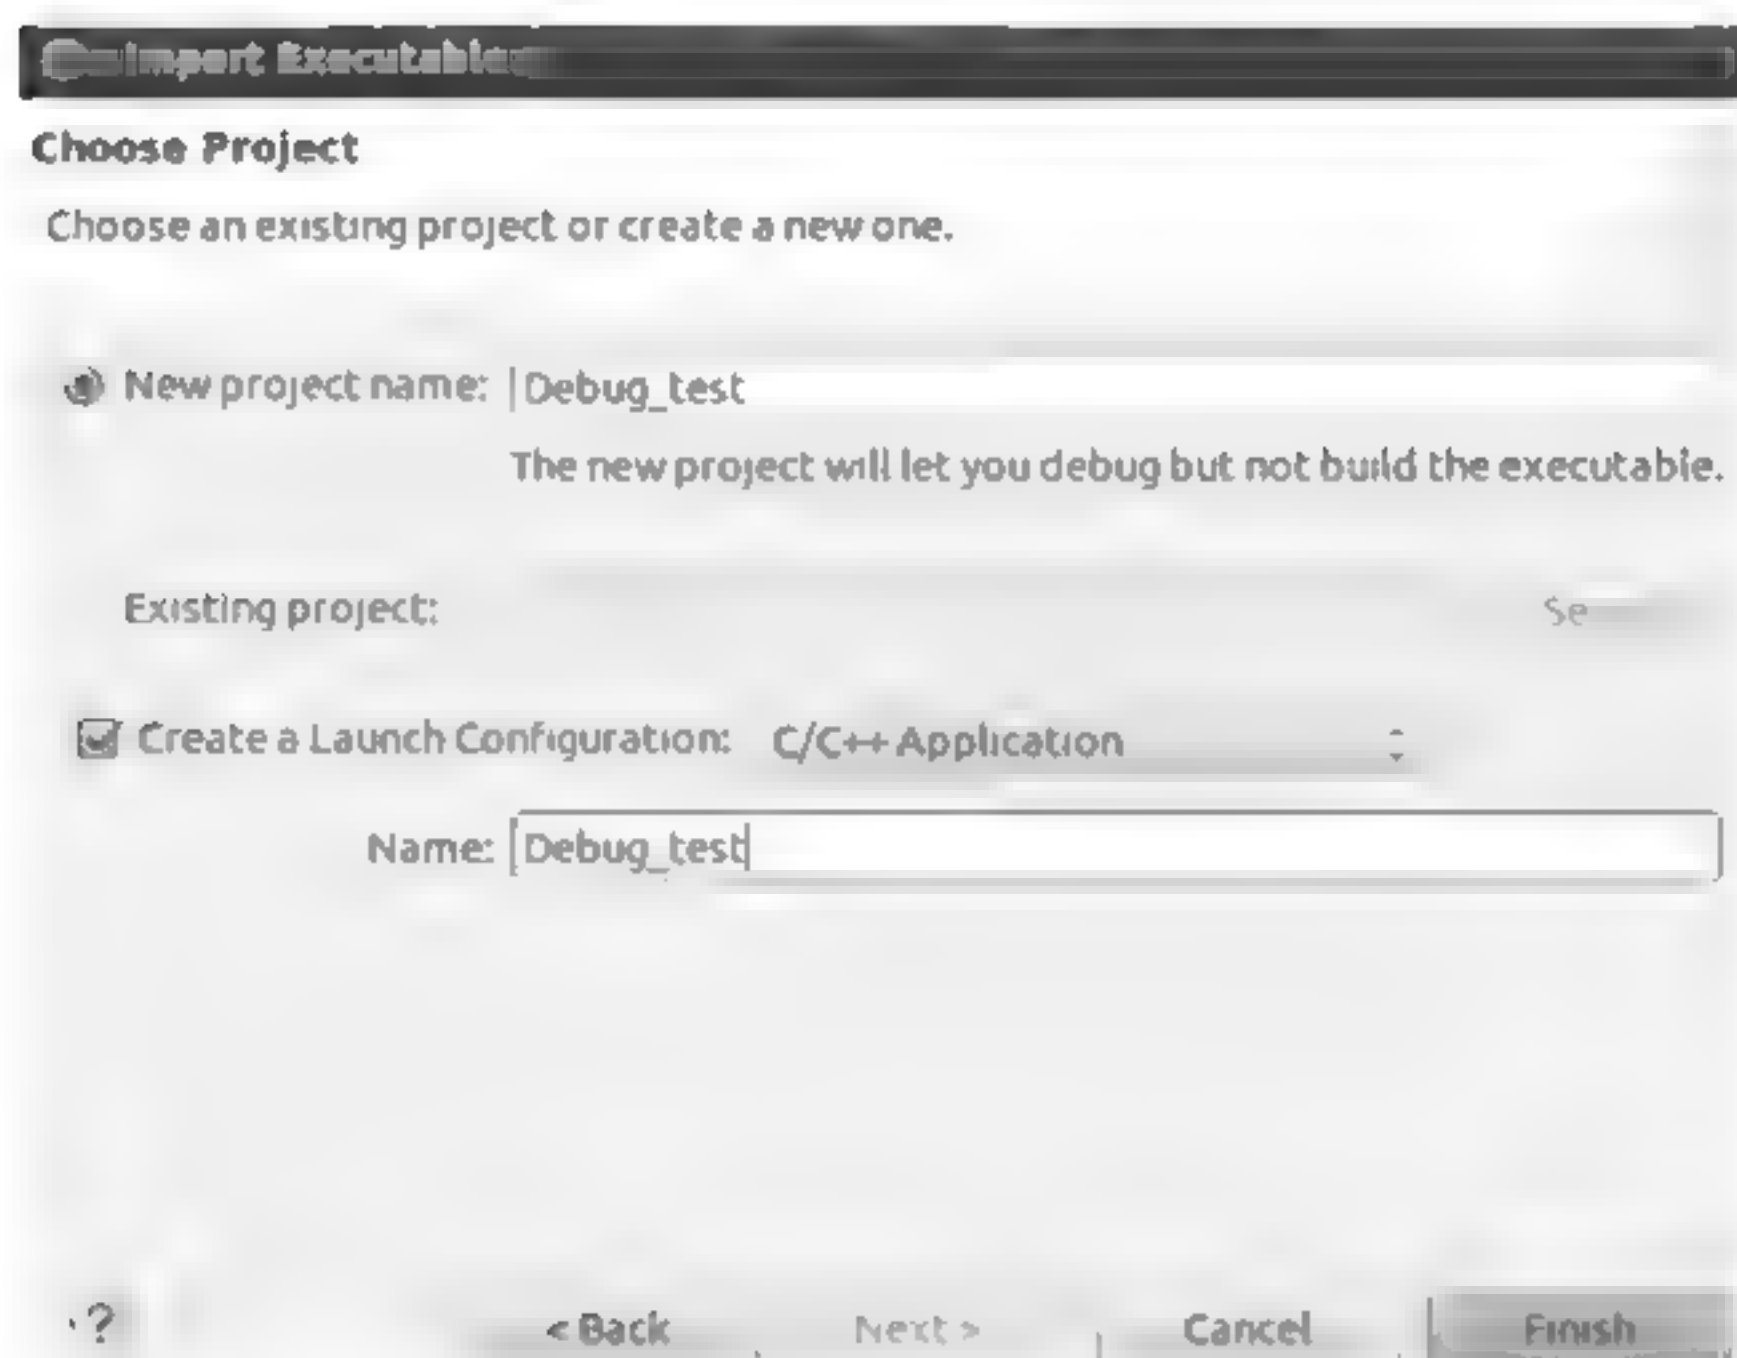 Import Executable
Choose Project
Choose an existing project or create a new one.
New project name: Debug_test
The new project will let you debug but not build the executable.
Existing project:
Create a Launch Configuration: C/C++ Application
Name: Debug_test
? < Back Next > Cancel Finish